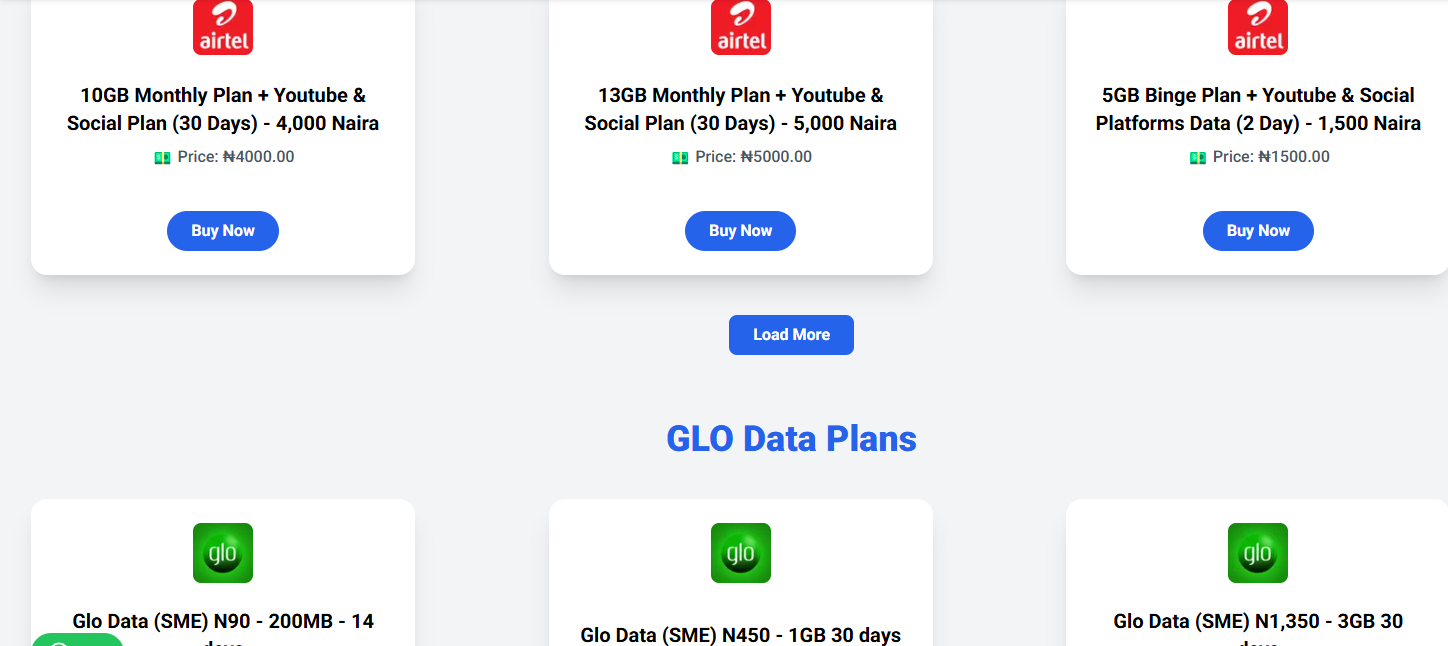 airtel
airtel
airtel
10GB Monthly Plan + Youtube &
Social Plan (30 Days) - 4,000 Naira
Price: ₦4000.00
Buy Now
13GB Monthly Plan + Youtube &
Social Plan (30 Days) - 5,000 Naira
Price: ₦5000.00
Buy Now
5GB Binge Plan + Youtube & Social
Platforms Data (2 Day) - 1,500 Naira
Price: ₦1500.00
Buy Now
Load More
GLO Data Plans
glo
glo
glo
Glo Data (SME) N90 - 200MB - 14
Glo Data (SME) N450 - 1GB 30 days
Glo Data (SME) N1,350 - 3GB 30